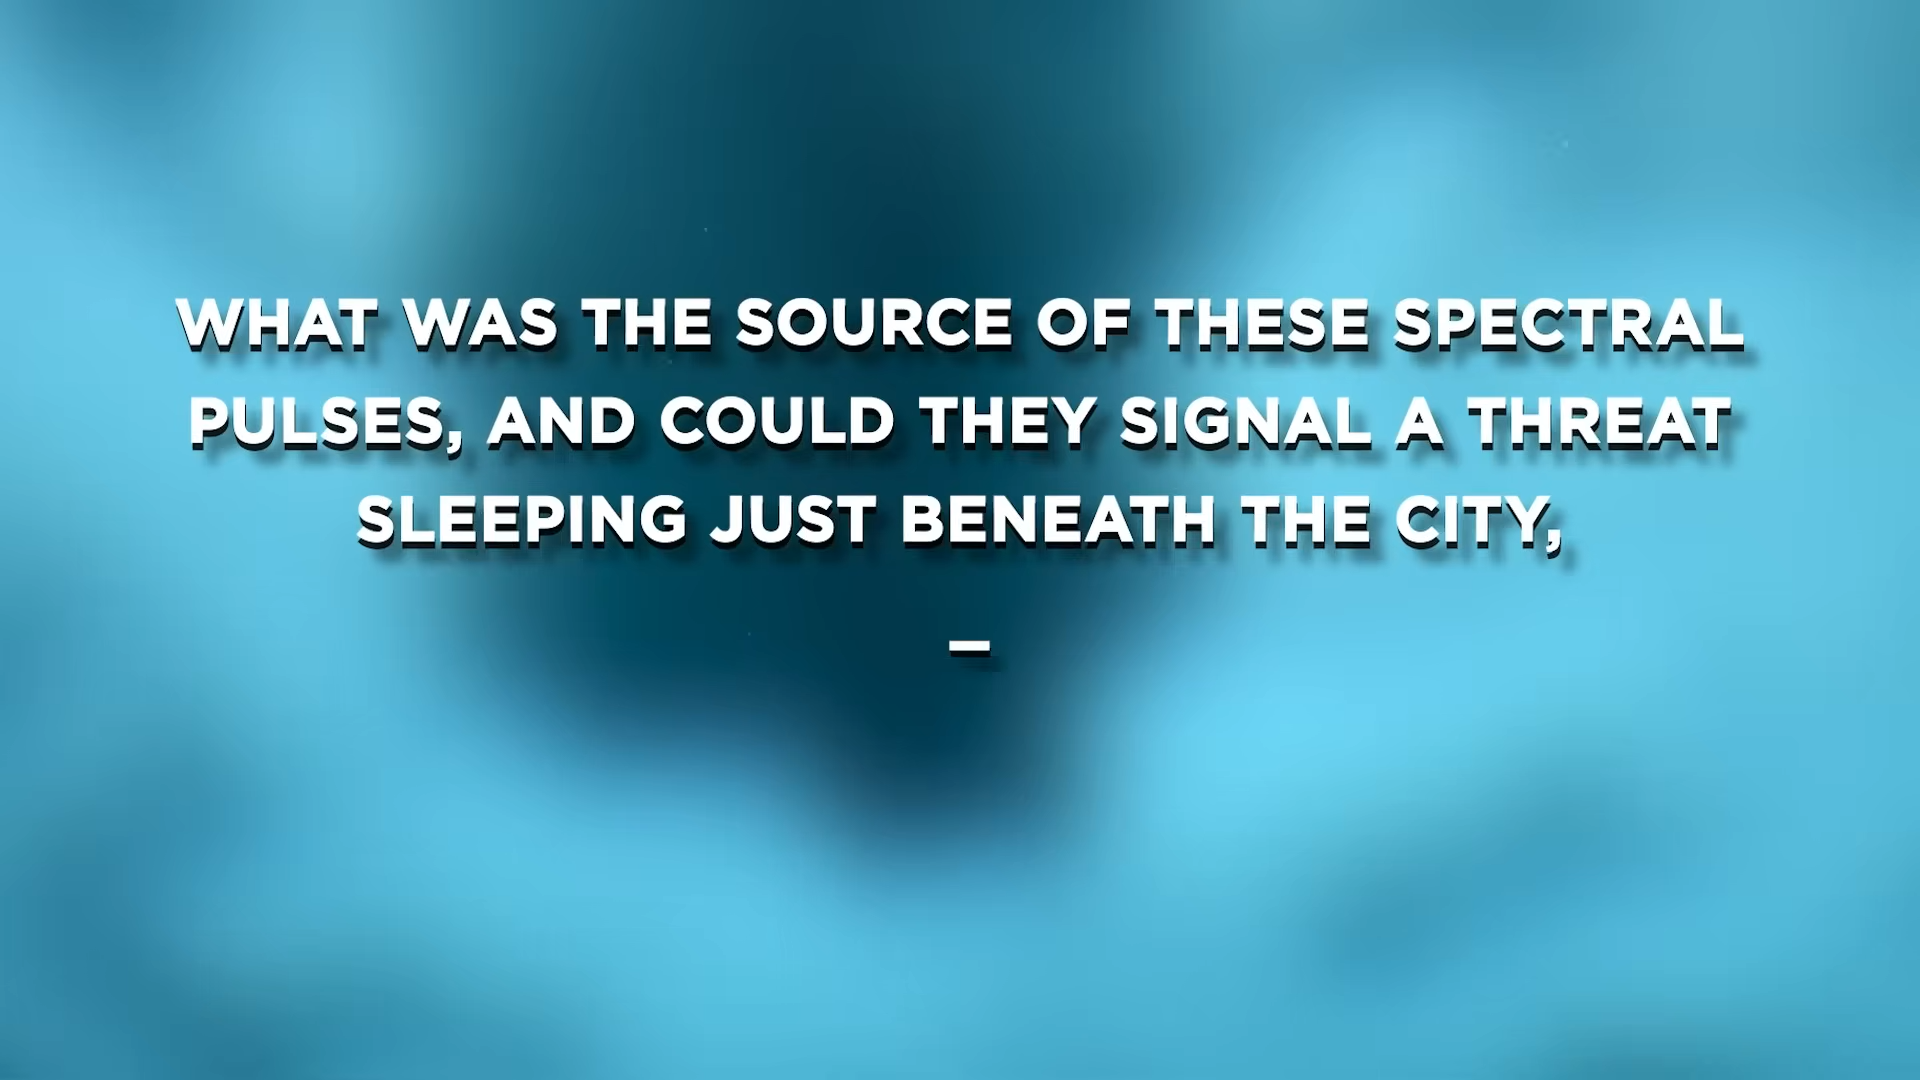 WHAT WAS THE SOURCE OF THESE SPECTRAL
PULSES, AND COULD THEY SIGNAL A THREAT
SLEEPING JUST BENEATH THE CITY,
–